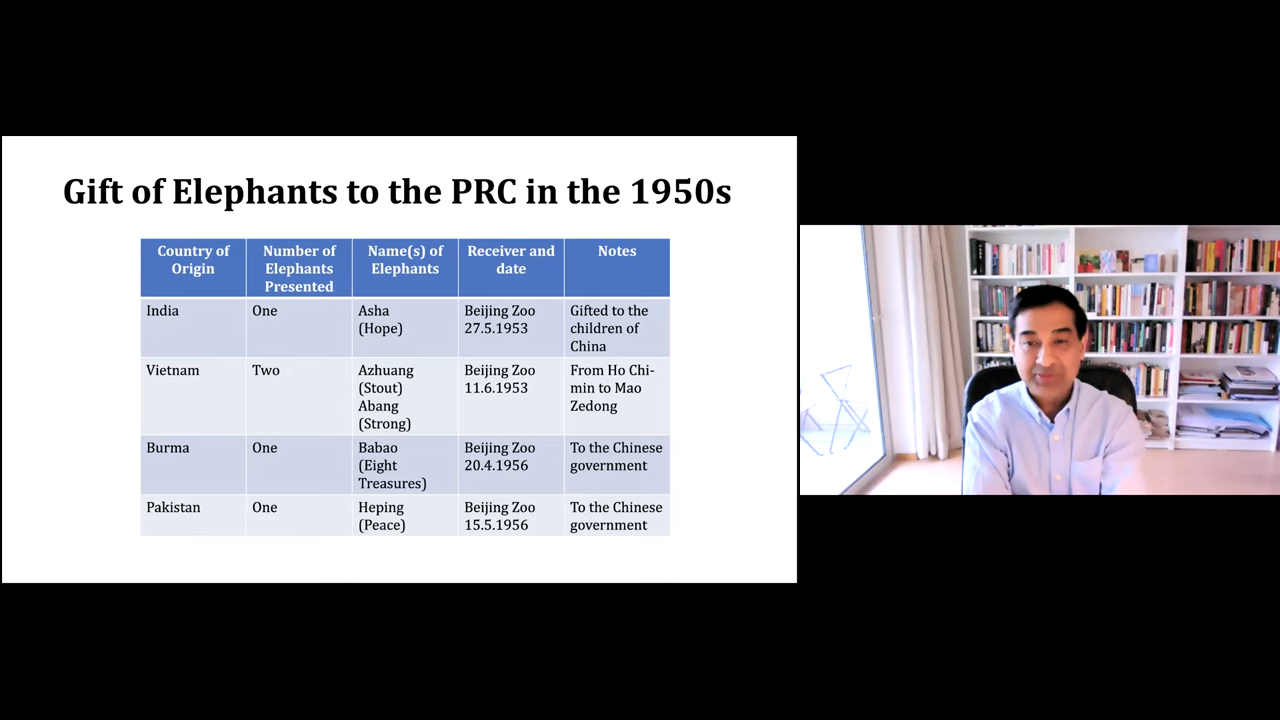 Gift of Elephants to the PRC in the 1950s
Country of Origin | Number of Elephants Presented | Name(s) of Elephants | Receiver and date | Notes
India | One | Asha (Hope) | Beijing Zoo 27.5.1953 | Gifted to the children of China
Vietnam | Two | Azhuang (Stout) Abang (Strong) | Beijing Zoo 11.6.1953 | From Ho Chi-min to Mao Zedong
Burma | One | Babao (Eight Treasures) | Beijing Zoo 20.4.1956 | To the Chinese government
Pakistan | One | Heping (Peace) | Beijing Zoo 15.5.1956 | To the Chinese government